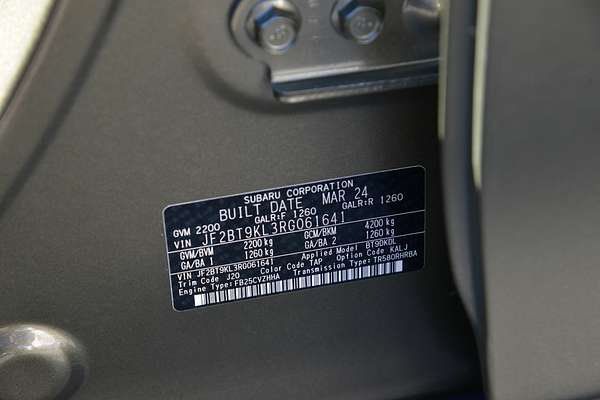 SUBARU CORPORATION
BUILT DATE MAR 24
GVM 2200 GALR:F 1260 GALR:R 1260
VIN JF2BT9KL3RG061641
GVM/BVM 2200 kg GCM/BKM 4200 kg
GA/BA 1 1260 kg GA/BA 2 1260 kg
VIN JF2BT9KL3RG061641 Applied Model BT9DKDL
Trim Code J20 Color Code TAP Option Code KALJ
Engine Type FB25CVZHHA Transmission Type TR580RHRBA